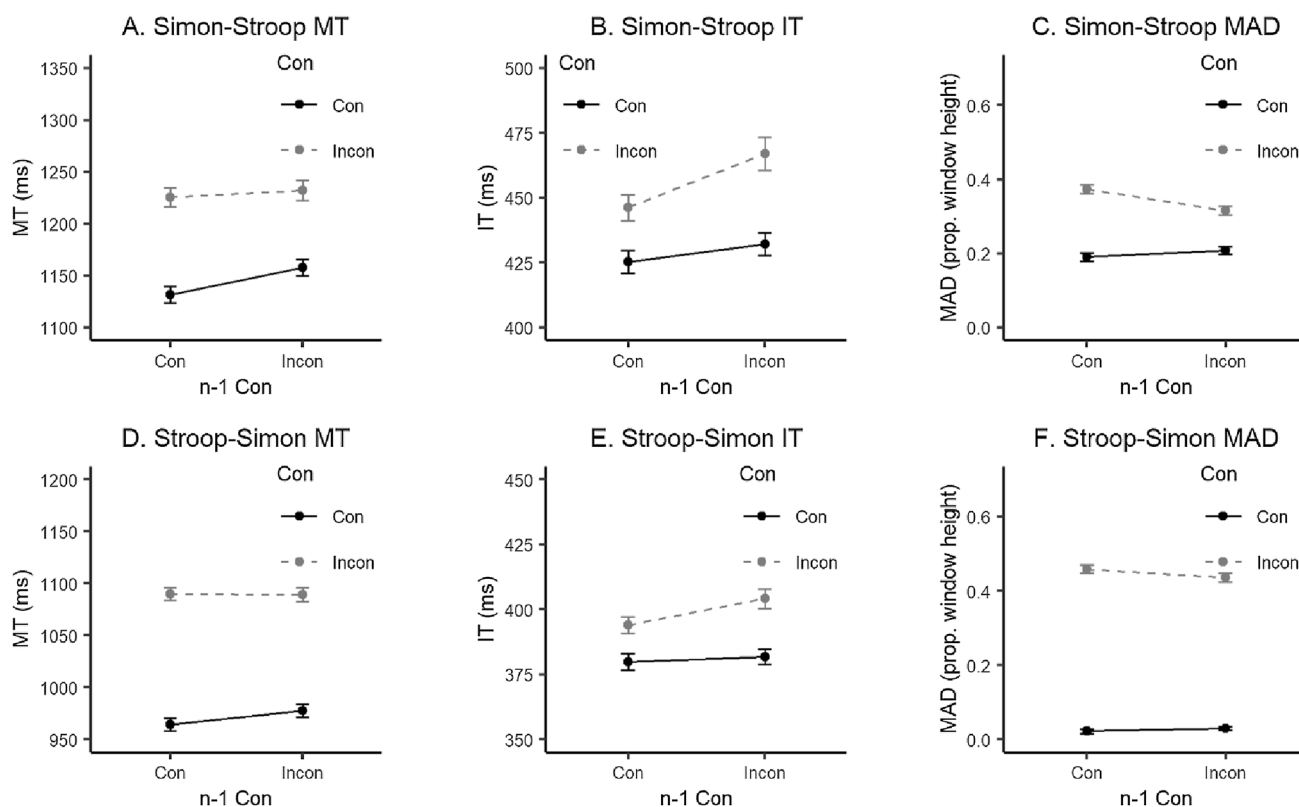 A. Simon-Stroop MT
Con
Con
Incon
1350
1300
1250
1200
1150
1100
MT (ms)
Con
Incon
n-1 Con
B. Simon-Stroop IT
Con
Con
Incon
500
475
450
425
400
IT (ms)
Con
Incon
n-1 Con
C. Simon-Stroop MAD
Con
Con
Incon
0.6
0.4
0.2
0.0
MAD (prop. window height)
Con
Incon
n-1 Con
D. Stroop-Simon MT
Con
Con
Incon
1200
1150
1100
1050
1000
950
MT (ms)
Con
Incon
n-1 Con
E. Stroop-Simon IT
Con
Con
Incon
450
425
400
375
350
IT (ms)
Con
Incon
n-1 Con
F. Stroop-Simon MAD
Con
Con
Incon
0.6
0.4
0.2
0.0
MAD (prop. window height)
Con
Incon
n-1 Con